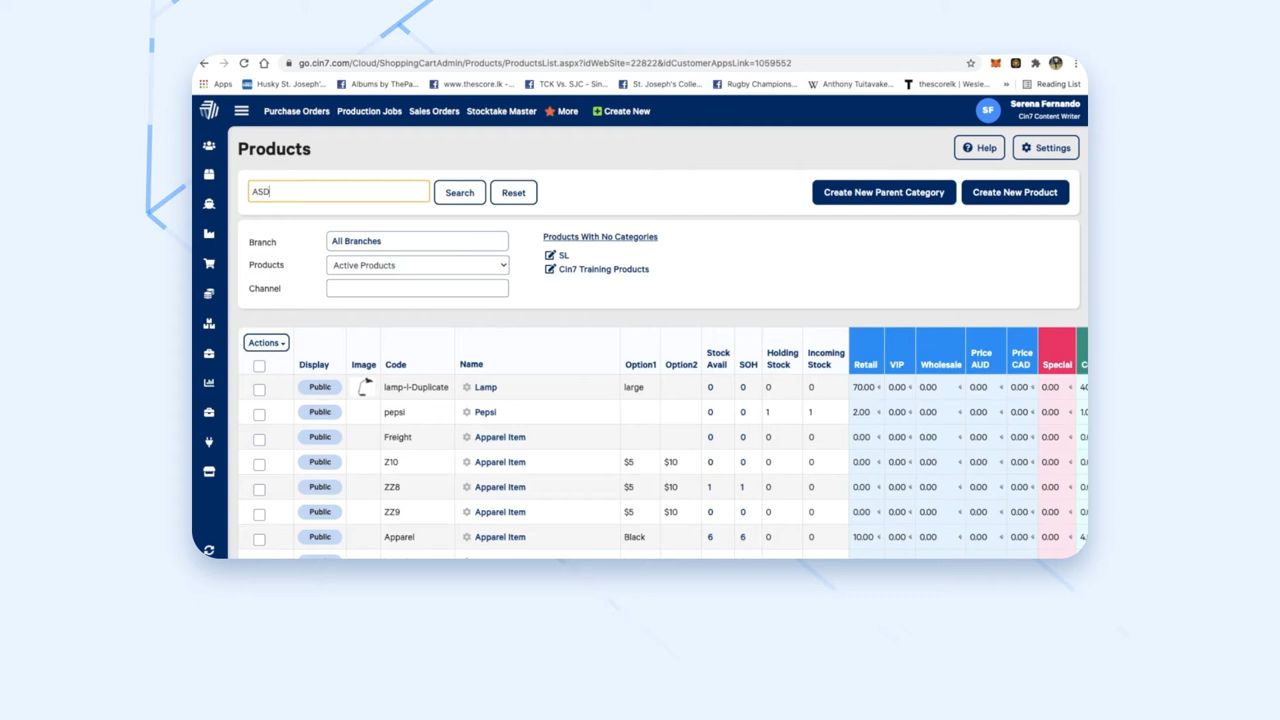 go.cin7.com/Cloud/ShoppingCartAdmin/Products/ProductsList.aspx?idWebSite=22822&idCustomerAppsLink=1059552
Apps Husky St. Joseph'... Albums by ThePa... www.thescore.lk -... TCK Vs. SJC - Sin... St. Joseph's Colle... Rugby Champions... Anthony Tuitavake... thescorelk | Wesle... » Reading List
Purchase Orders Production Jobs Sales Orders Stocktake Master More Create New SF Serena Fernando
Cin7 Content Writer
Products Help Settings
ASD Search Reset Create New Parent Category Create New Product
Branch All Branches Products With No Categories
SL
Products Active Products Cin7 Training Products
Channel
Actions
Display Image Code Name Option1 Option2 Stock Avail SOH Holding Stock Incoming Stock Retail VIP Wholesale Price AUD Price CAD Special
Public lamp-l-Duplicate Lamp large 0 0 0 0 70.00 0.00 0.00 0.00 0.00 0.00
Public pepsi Pepsi 0 0 1 1 2.00 0.00 0.00 0.00 0.00 0.00
Public Freight Apparel Item 0 0 0 0 0.00 0.00 0.00 0.00 0.00 0.00
Public Z10 Apparel Item $5 $10 0 0 0 0 0.00 0.00 0.00 0.00 0.00 0.00
Public ZZ8 Apparel Item $5 $10 1 1 0 0 0.00 0.00 0.00 0.00 0.00 0.00
Public ZZ9 Apparel Item $5 $10 0 0 0 0 0.00 0.00 0.00 0.00 0.00 0.00
Public Apparel Apparel Item Black 6 6 0 0 10.00 0.00 0.00 0.00 0.00 0.00